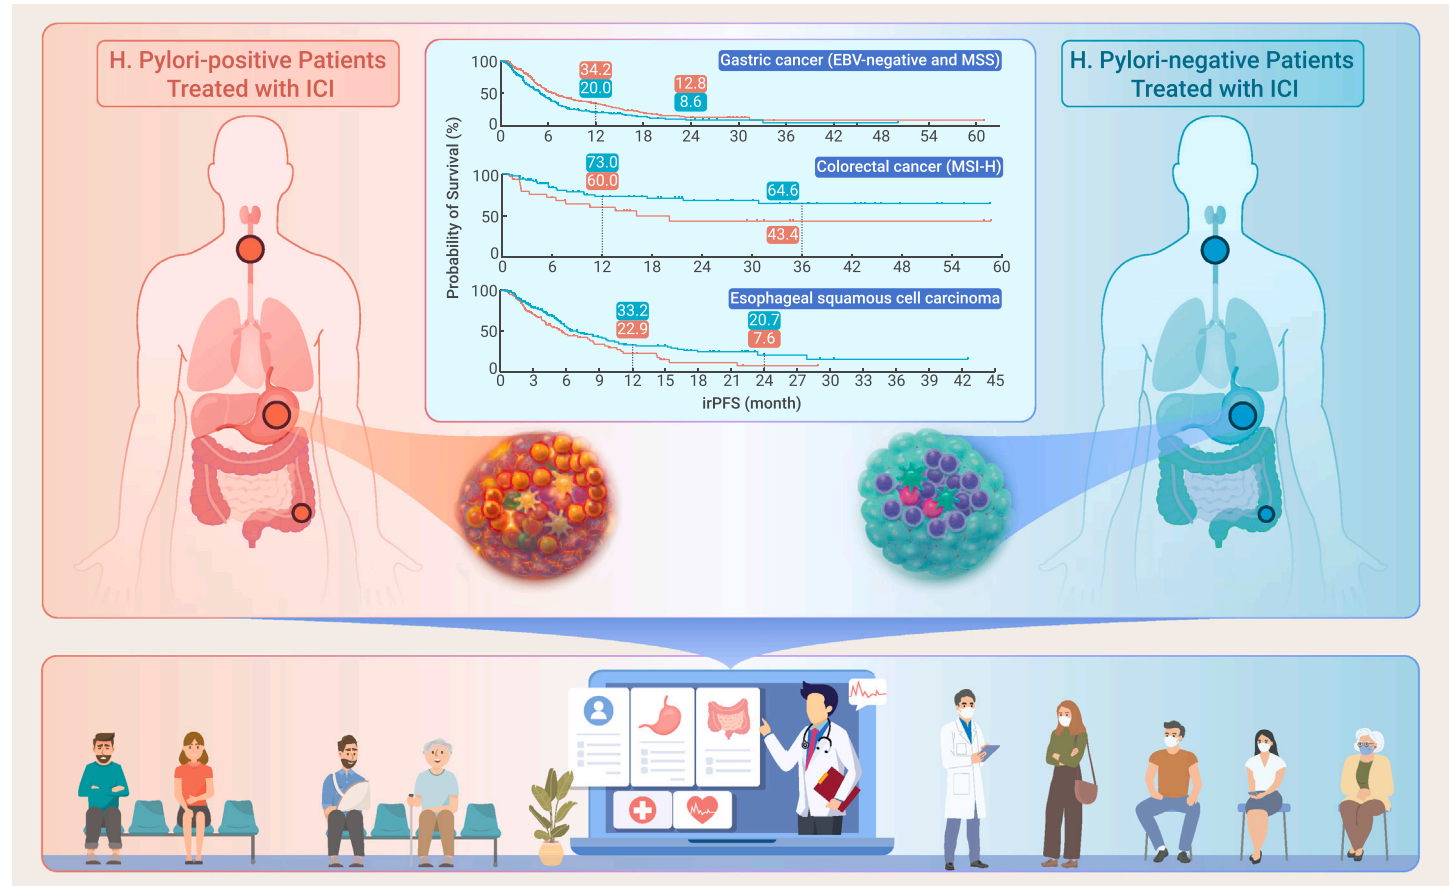 H. Pylori-positive Patients
Treated with ICI
H. Pylori-negative Patients
Treated with ICI
Probability of Survival (%)
Gastric cancer (EBV-negative and MSS)
100
50
0
34.2
20.0
12.8
8.6
0 6 12 18 24 30 36 42 48 54 60
Colorectal cancer (MSI-H)
100
50
0
73.0
60.0
64.6
43.4
0 6 12 18 24 30 36 42 48 54 60
Esophageal squamous cell carcinoma
100
50
0
33.2
22.9
20.7
7.6
0 3 6 9 12 15 18 21 24 27 30 33 36 39 42 45
irPFS (month)